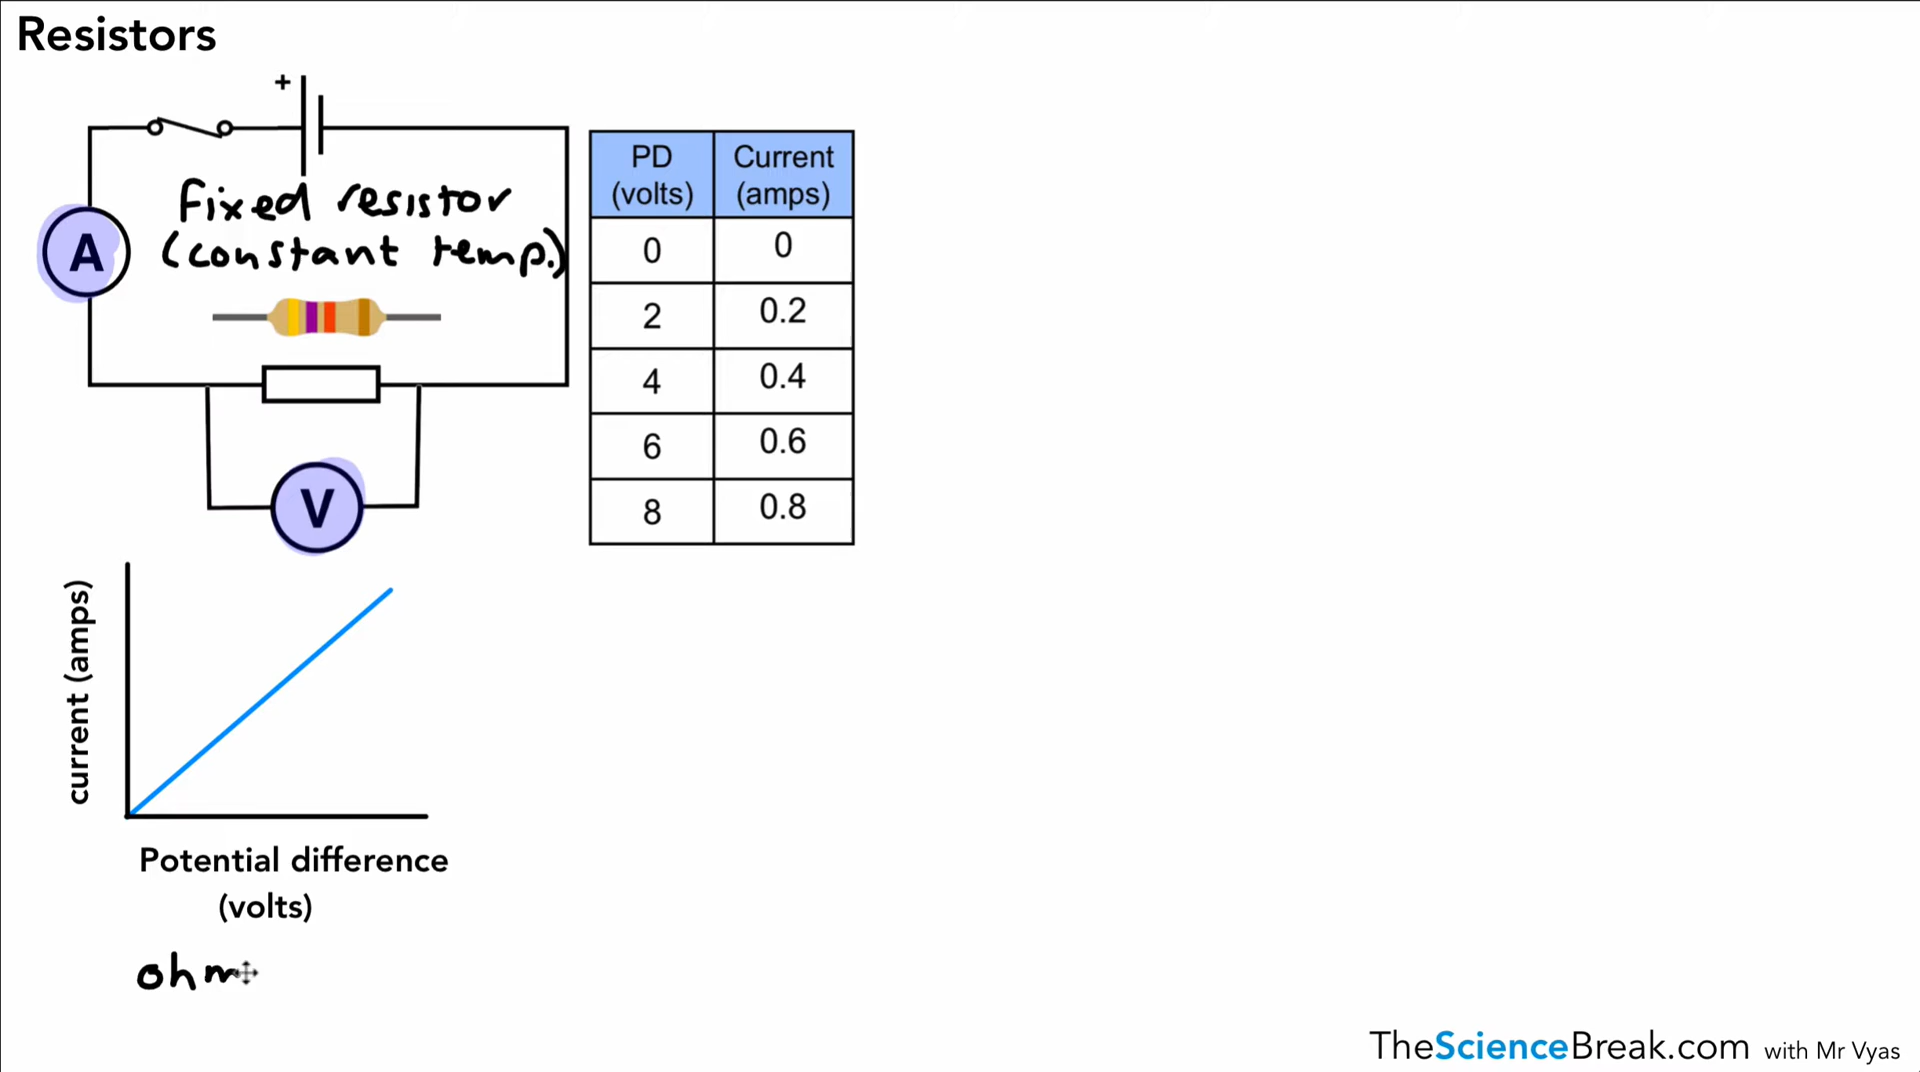 Resistors
+
Fixed resistor
(constant temp.)
A
V
PD (volts) Current (amps)
0 0
2 0.2
4 0.4
6 0.6
8 0.8
current (amps)
Potential difference
(volts)
ohm
TheScienceBreak.com with Mr Vyas